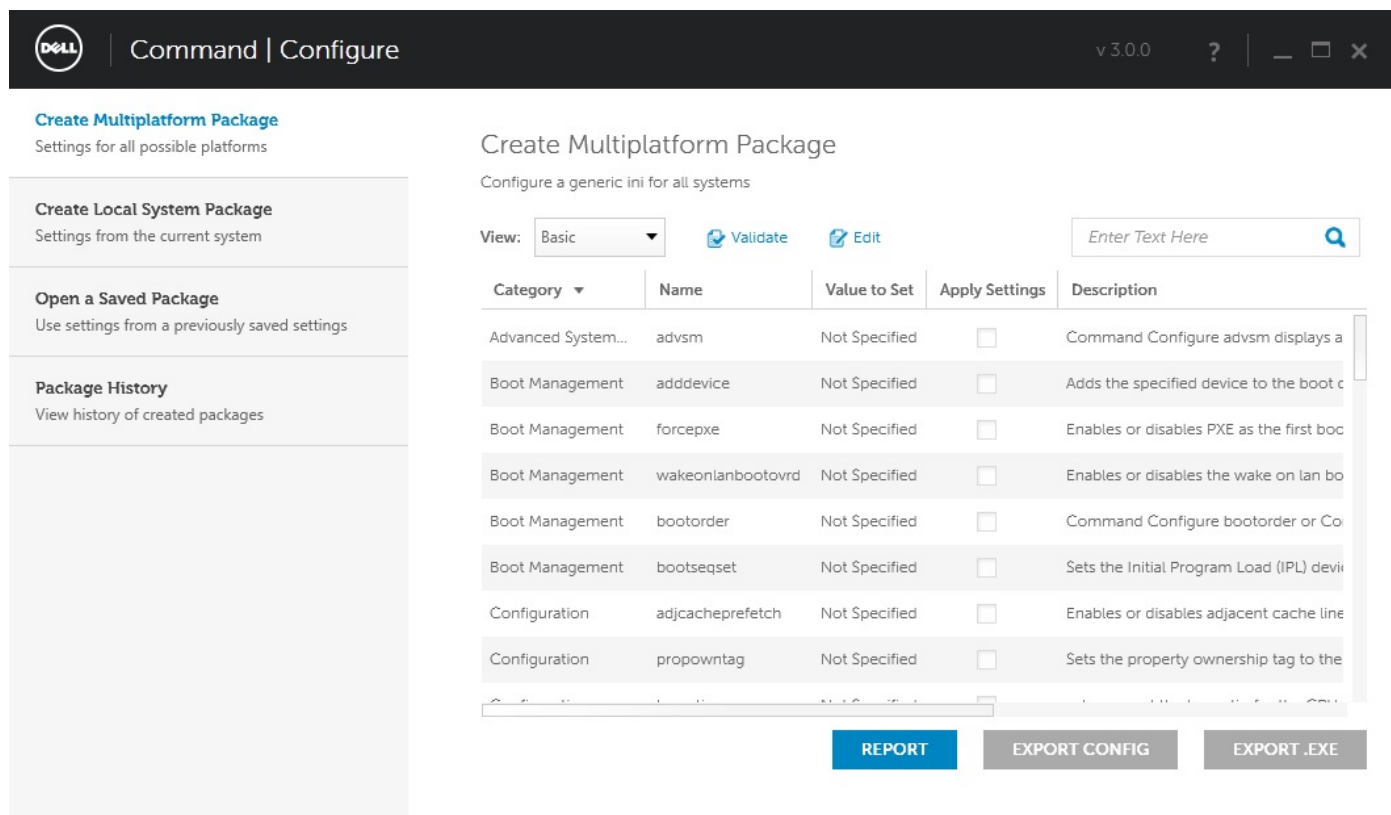 DELL Command | Configure v 3.0.0 ?
Create Multiplatform Package
Settings for all possible platforms
Create Local System Package
Settings from the current system
Open a Saved Package
Use settings from a previously saved settings
Package History
View history of created packages
Create Multiplatform Package
Configure a generic ini for all systems
View: Basic Validate Edit Enter Text Here
Category Name Value to Set Apply Settings Description
Advanced System... advsm Not Specified Command Configure advsm displays a
Boot Management adddevice Not Specified Adds the specified device to the boot
Boot Management forcepxe Not Specified Enables or disables PXE as the first boo
Boot Management wakeonlanbootovrd Not Specified Enables or disables the wake on lan bo
Boot Management bootorder Not Specified Command Configure bootorder or Co
Boot Management bootseqset Not Specified Sets the Initial Program Load (IPL) devi
Configuration adjcacheprefetch Not Specified Enables or disables adjacent cache line
Configuration propowntag Not Specified Sets the property ownership tag to the
REPORT EXPORT CONFIG EXPORT .EXE